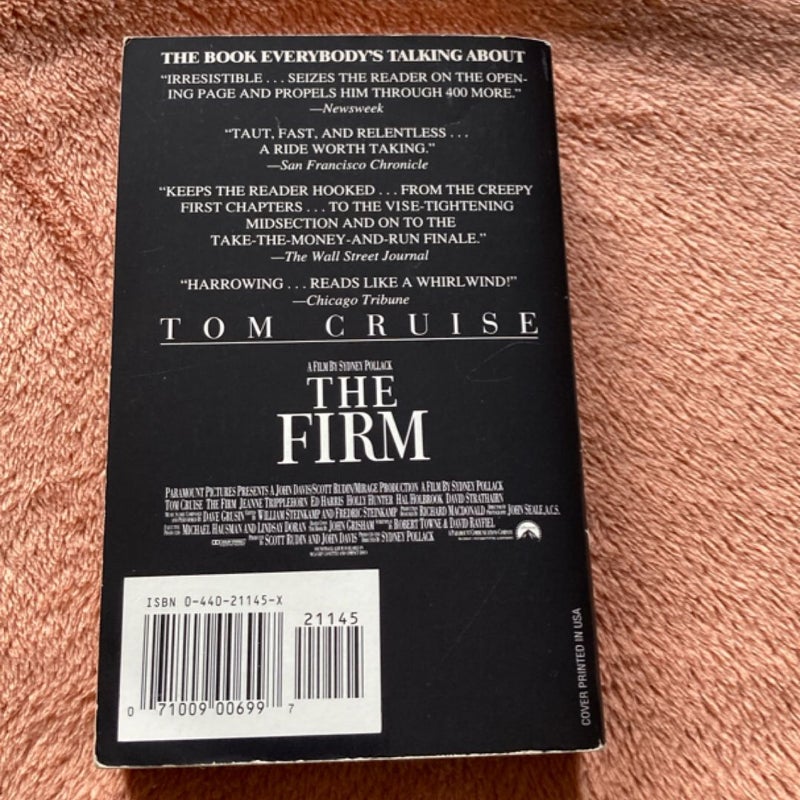 THE BOOK EVERYBODY'S TALKING ABOUT
“IRRESISTIBLE . . . SEIZES THE READER ON THE OPEN-
ING PAGE AND PROPELS HIM THROUGH 400 MORE.”
—Newsweek
“TAUT, FAST, AND RELENTLESS . . .
A RIDE WORTH TAKING.”
—San Francisco Chronicle
“KEEPS THE READER HOOKED . . . FROM THE CREEPY
FIRST CHAPTERS . . . TO THE VISE-TIGHTENING
MIDSECTION AND ON TO THE
TAKE-THE-MONEY-AND-RUN FINALE.”
—The Wall Street Journal
“HARROWING . . . READS LIKE A WHIRLWIND!”
—Chicago Tribune
TOM CRUISE
A FILM BY SYDNEY POLLACK
THE
FIRM
PARAMOUNT PICTURES PRESENTS A JOHN DAVIS/SCOTT RUDIN/MIRAGE PRODUCTION A FILM BY SYDNEY POLLACK
TOM CRUISE THE FIRM JEANNE TRIPPLEHORN ED HARRIS HOLLY HUNTER HAL HOLBROOK DAVID STRATHAIRN
DAVE GRUSIN WILLIAM STEINKAMP AND FREDRIC STEINKAMP RICHARD MACDONALD JOHN SEALE, A.C.S.
MICHAEL HAUSMAN AND LINDSAY DORAN JOHN GRISHAM ROBERT TOWNE & DAVID RAYFIEL
SCOTT RUDIN AND JOHN DAVIS SYDNEY POLLACK
ISBN 0-440-21145-X
21145
0 71009 00699 7
COVER PRINTED IN USA